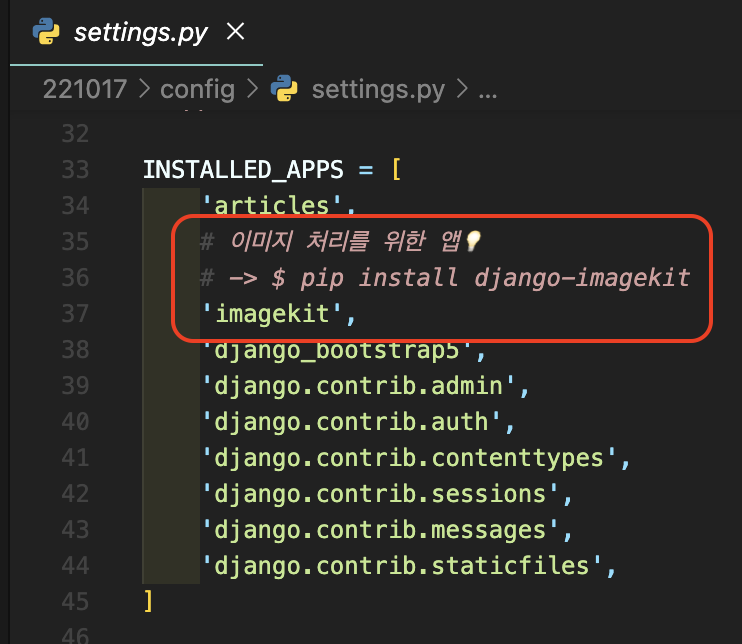 settings.py ×
221017 > config > settings.py > ...
32
33 INSTALLED_APPS = [
34 'articles',
35 # 이미지 처리를 위한 앱💡
36 # -> $ pip install django-imagekit
37 'imagekit',
38 'django_bootstrap5',
39 'django.contrib.admin',
40 'django.contrib.auth',
41 'django.contrib.contenttypes',
42 'django.contrib.sessions',
43 'django.contrib.messages',
44 'django.contrib.staticfiles',
45 ]
46